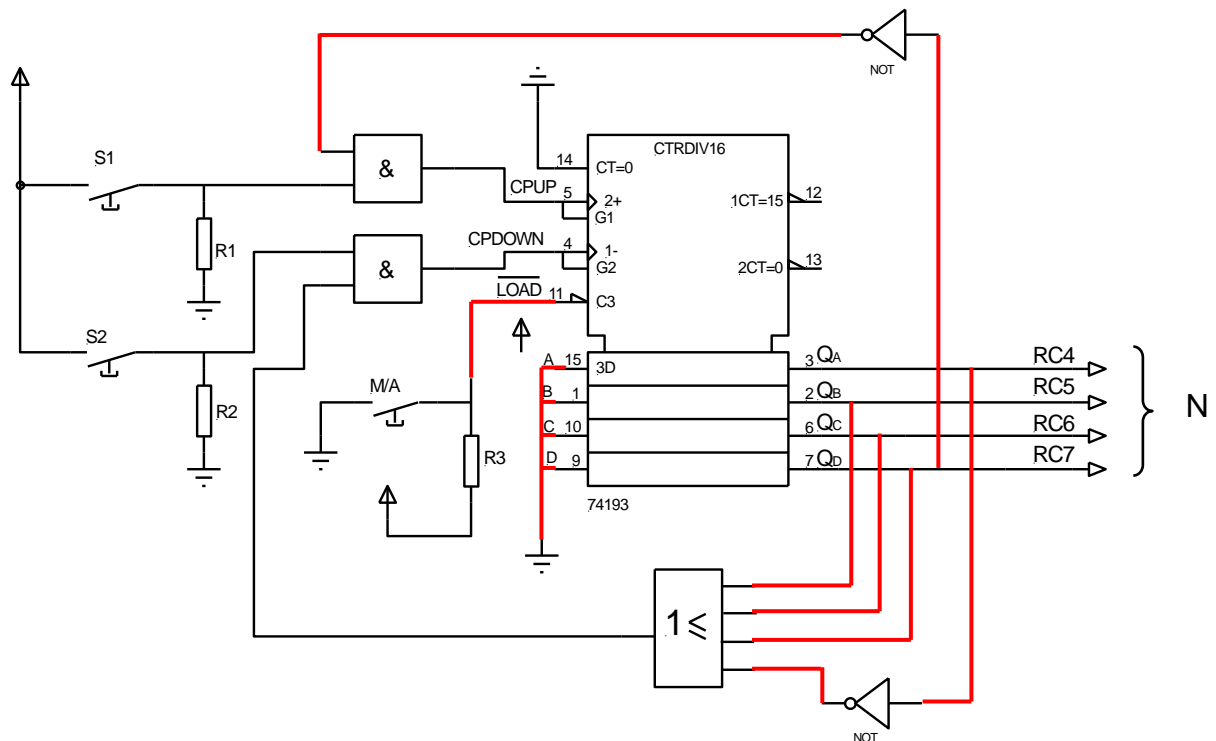 NOT
S1
&
14
CT=0
CTRDIV16
CPUP
5
2+
G1
1CT=15
12
R1
CPDOWN
4
1-
G2
2CT=0
13
&
LOAD
11
C3
S2
M/A
R2
R3
A
15
3D
3
QA
RC4
B
1
2
QB
RC5
C
10
6
QC
RC6
D
9
7
QD
RC7
N
74193
1≤
NOT